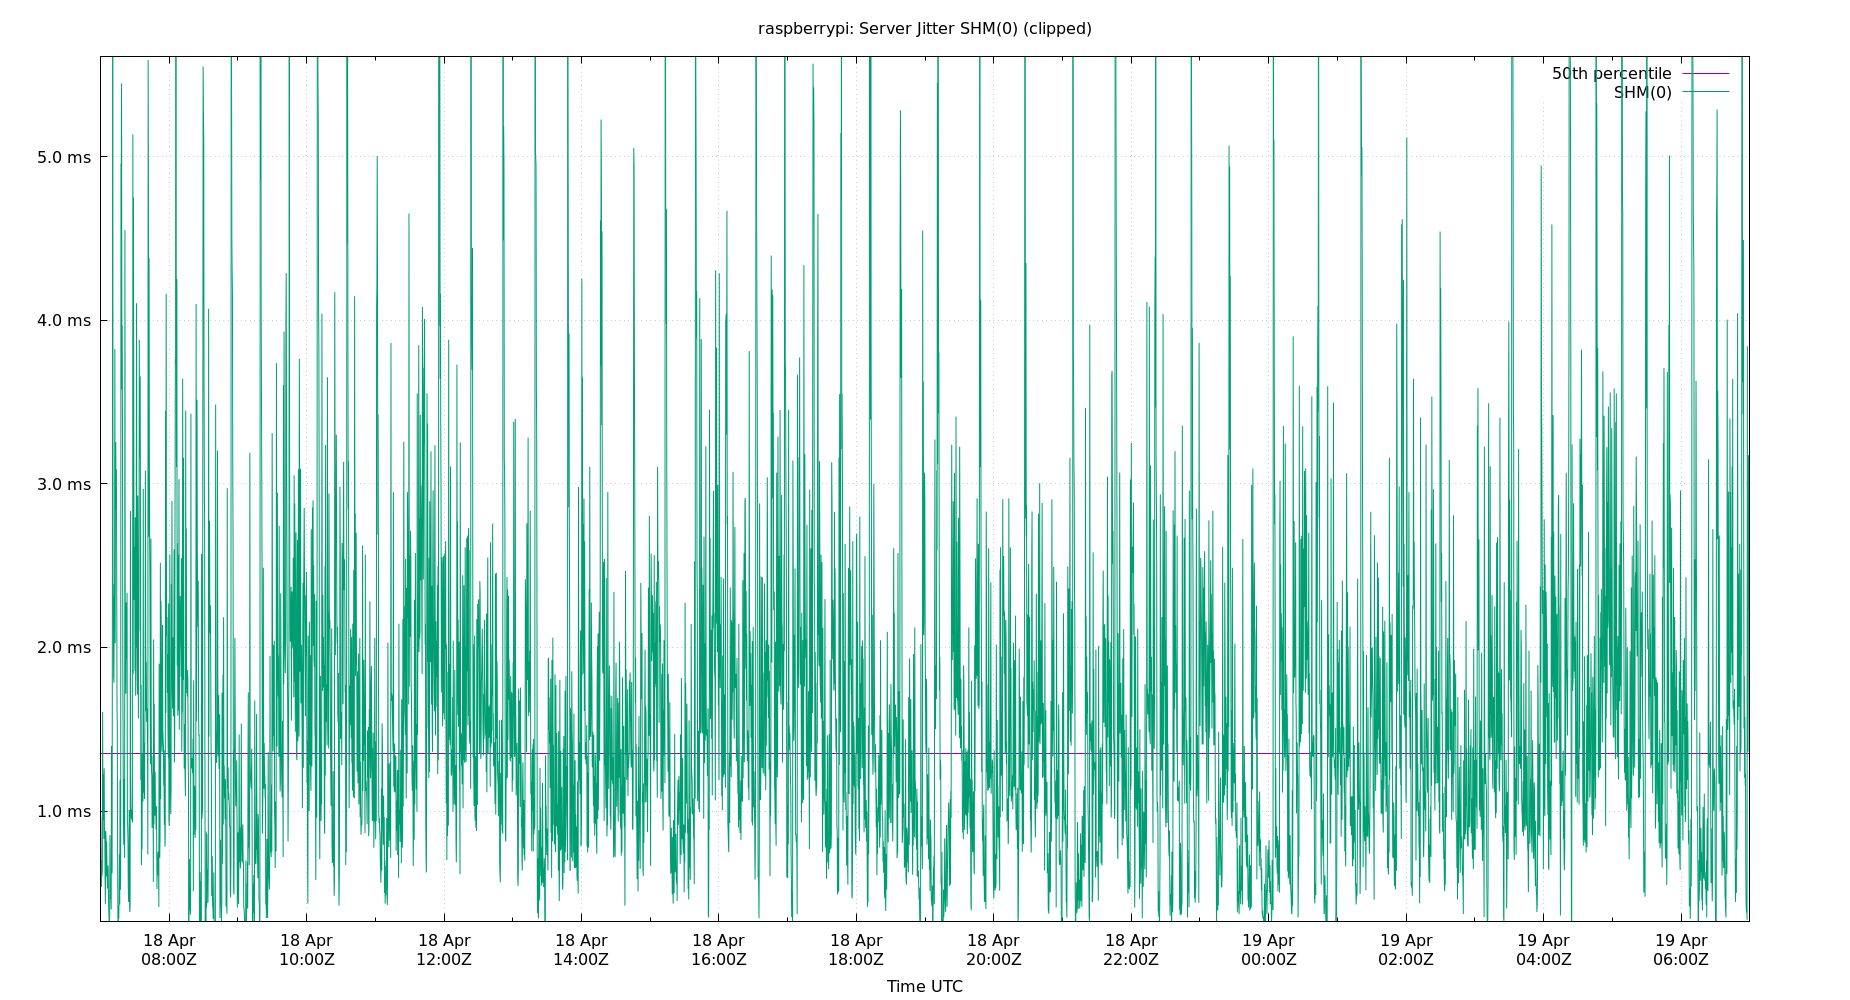 raspberrypi: Server Jitter SHM(0) (clipped)
50th percentile
SHM(0)
5.0 ms
4.0 ms
3.0 ms
2.0 ms
1.0 ms
18 Apr 18 Apr 18 Apr 18 Apr 18 Apr 18 Apr 18 Apr 18 Apr 19 Apr 19 Apr 19 Apr 19 Apr
08:00Z 10:00Z 12:00Z 14:00Z 16:00Z 18:00Z 20:00Z 22:00Z 00:00Z 02:00Z 04:00Z 06:00Z
Time UTC